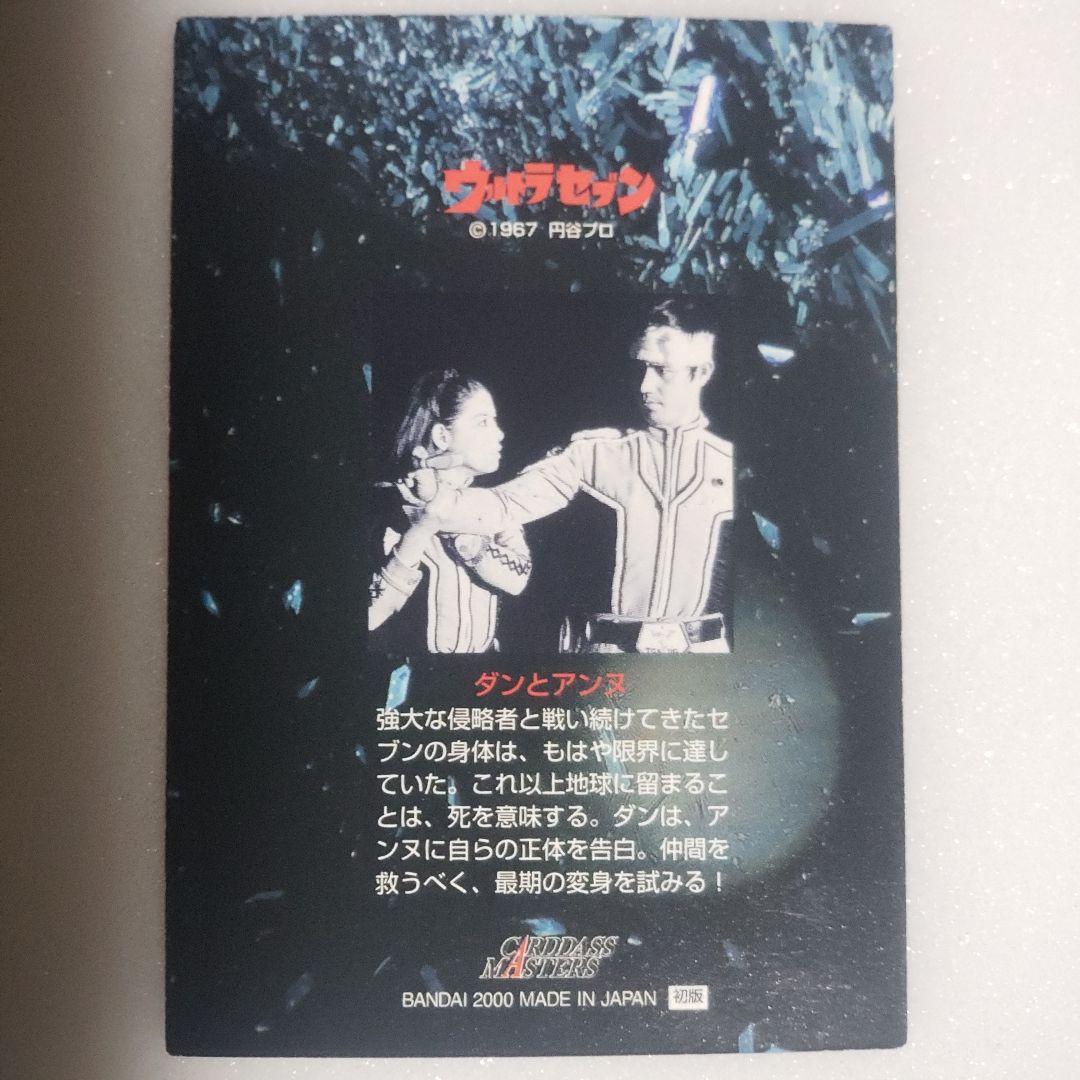 ウルトラセブン
©1967 円谷プロ
ダンとアンヌ
強大な侵略者と戦い続けてきたセ
ブンの身体は、もはや限界に達し
ていた。これ以上地球に留まるこ
とは、死を意味する。ダンは、ア
ンヌに自らの正体を告白。仲間を
救うべく、最期の変身を試みる！
CARDDASS
MASTERS
BANDAI 2000 MADE IN JAPAN 初版